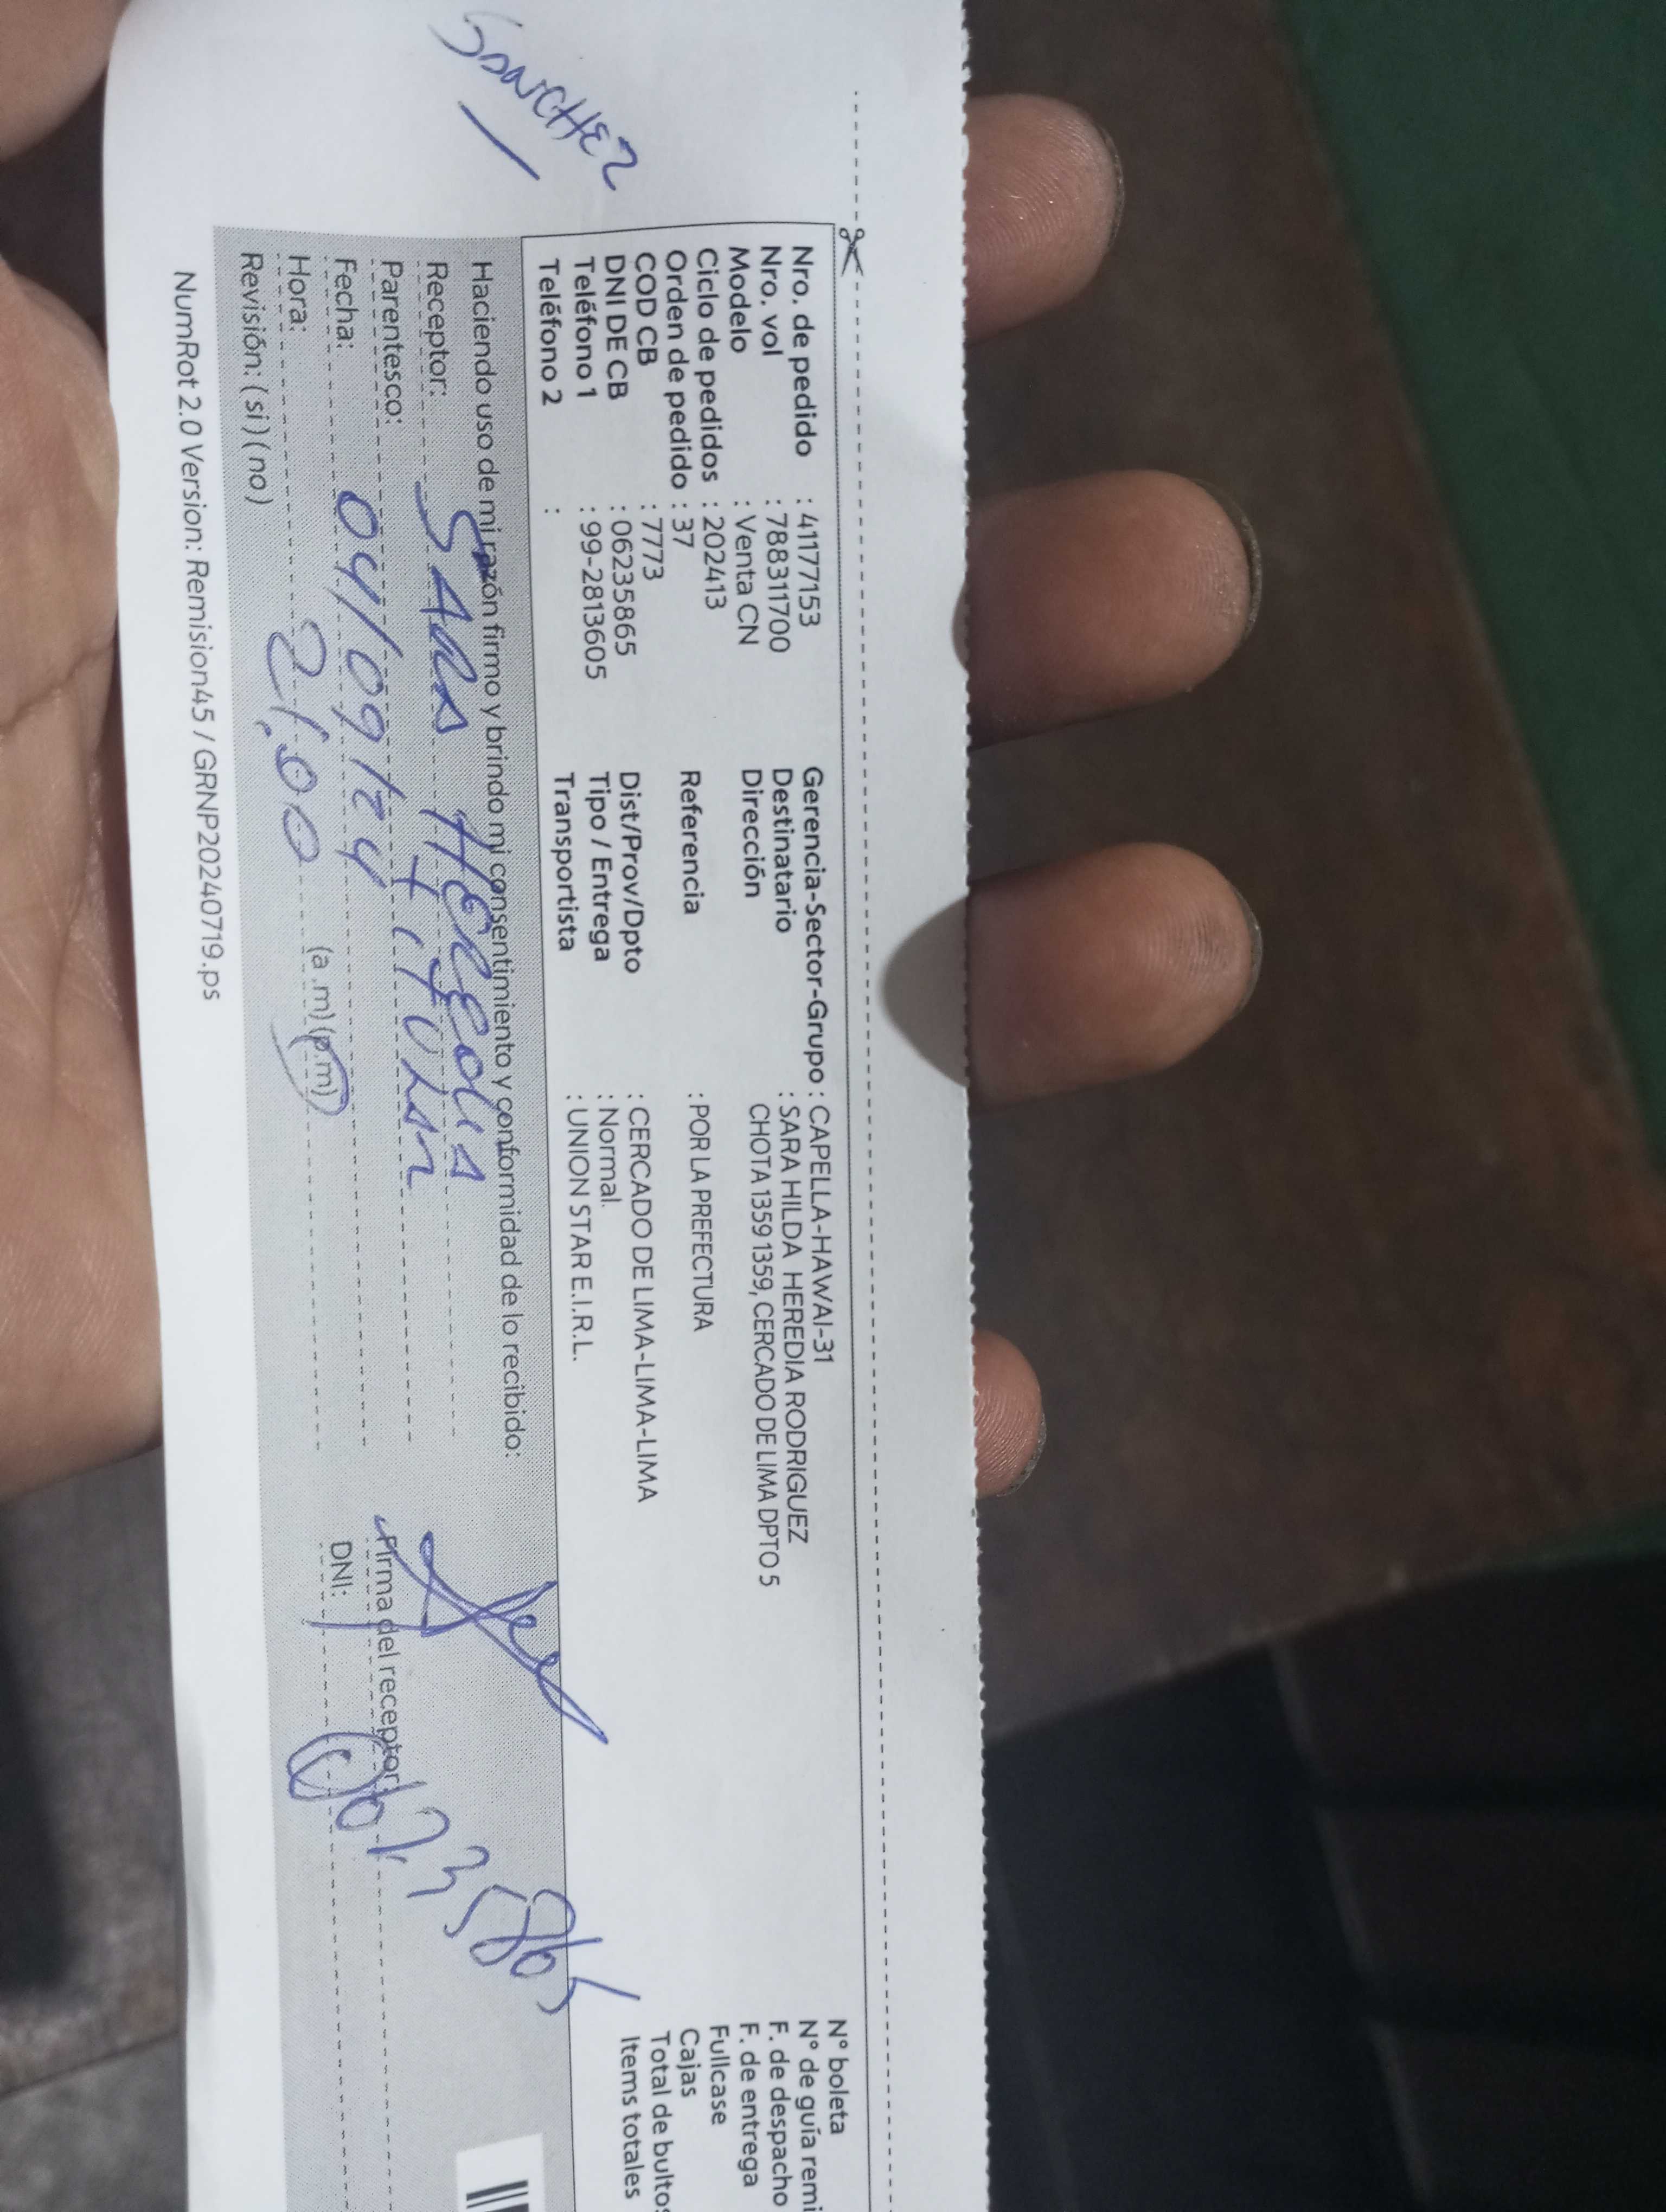 SSNCHEZ
Nro. de pedido : 41177153
Nro. vol : 788311700
Modelo : Venta CN
Ciclo de pedidos : 202413
Orden de pedido : 37
COD CB : 7773
DNI DE CB : 06235865
Teléfono 1 : 99-2813605
Teléfono 2 :
Gerencia-Sector-Grupo : CAPELLA-HAWAI-31
Destinatario : SARA HILDA HEREDIA RODRIGUEZ
Dirección CHOTA 1359 1359, CERCADO DE LIMA DPTO 5
Referencia : POR LA PREFECTURA
Dist/Prov/Dpto : CERCADO DE LIMA-LIMA-LIMA
Tipo / Entrega : Normal.
Transportista : UNION STAR E.I.R.L.
N° boleta
N° de guía remi
F. de despacho
F. de entrega
Fullcase
Cajas
Total de bultos
Items totales
Haciendo uso de mi razón firmo y brindo mi consentimiento y conformidad de lo recibido:
Receptor: SARA HEREDIA
Parentesco: TITULAR
Fecha: 04/09/24
Hora: 21:00 (a .m) (p.m)
Revisión: ( si ) ( no )
Firma del receptor:
DNI: 06235865
NumRot 2.0 Version: Remision45 / GRNP20240719.ps